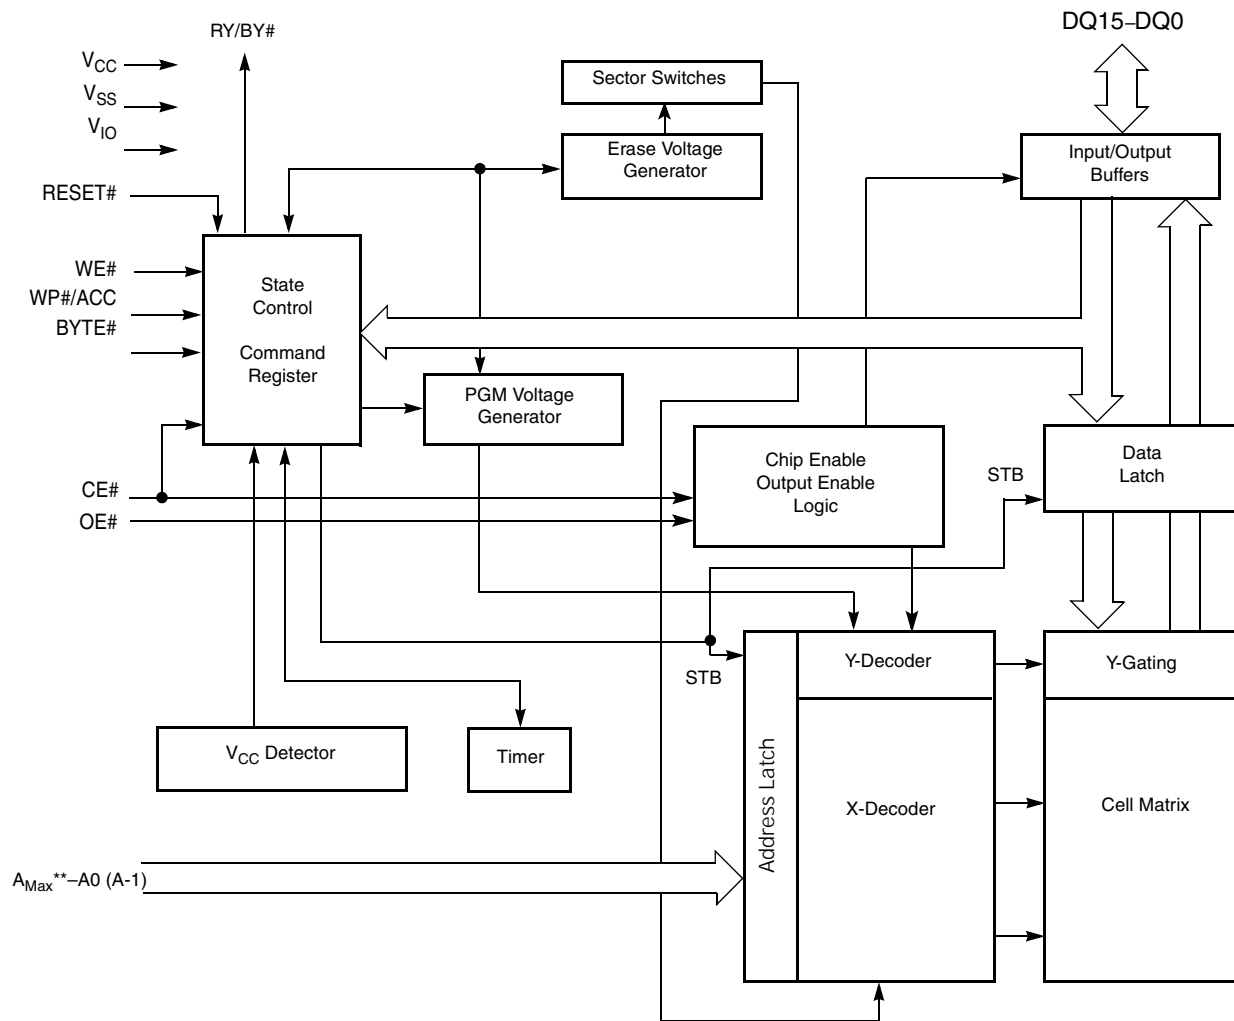 RY/BY#
DQ15–DQ0
VCC
VSS
VIO
Sector Switches
Erase Voltage
Generator
Input/Output
Buffers
RESET#
WE#
WP#/ACC
BYTE#
State
Control
Command
Register
PGM Voltage
Generator
Chip Enable
Output Enable
Logic
STB
Data
Latch
CE#
OE#
STB
Y-Decoder
Y-Gating
VCC Detector
Timer
Address Latch
X-Decoder
Cell Matrix
AMax**–A0 (A-1)